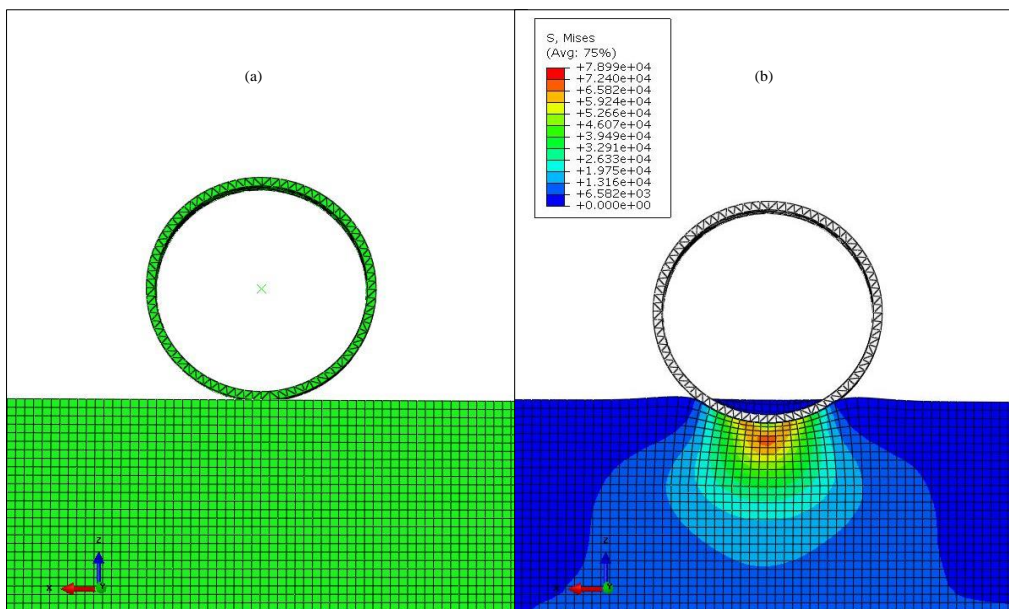 (a)
S, Mises
(Avg: 75%)
+7.899e+04
+7.240e+04
+6.582e+04
+5.924e+04
+5.266e+04
+4.607e+04
+3.949e+04
+3.291e+04
+2.633e+04
+1.975e+04
+1.316e+04
+6.582e+03
+0.000e+00
(b)
Z
X
Y
Z
X
Y